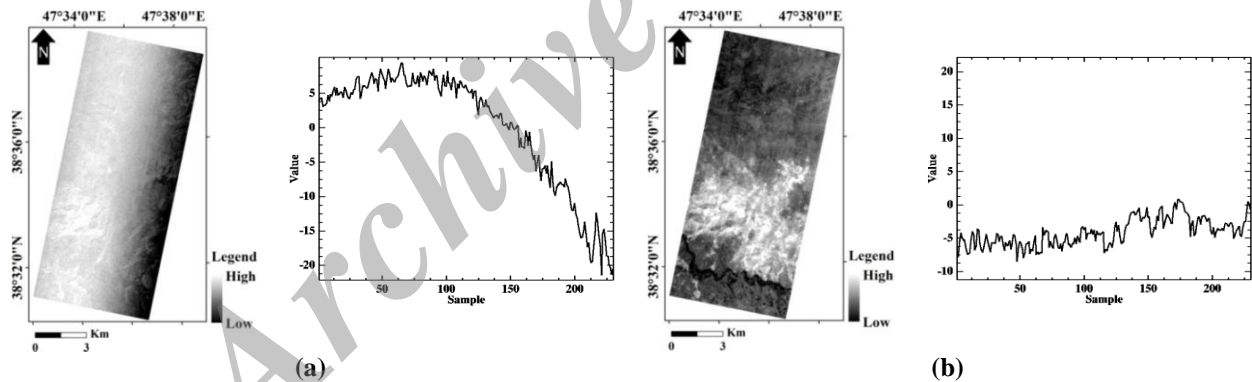 47°34'0"E 47°38'0"E
N
38°36'0"N
38°32'0"N
Legend
High
Low
Km
0 3
Value
5
0
-5
-10
-15
-20
50 100 150 200
Sample
(a)
47°34'0"E 47°38'0"E
N
38°36'0"N
38°32'0"N
Legend
High
Low
Km
0 3
Value
20
15
10
5
0
-5
-10
50 100 150 200
Sample
(b)
Archive